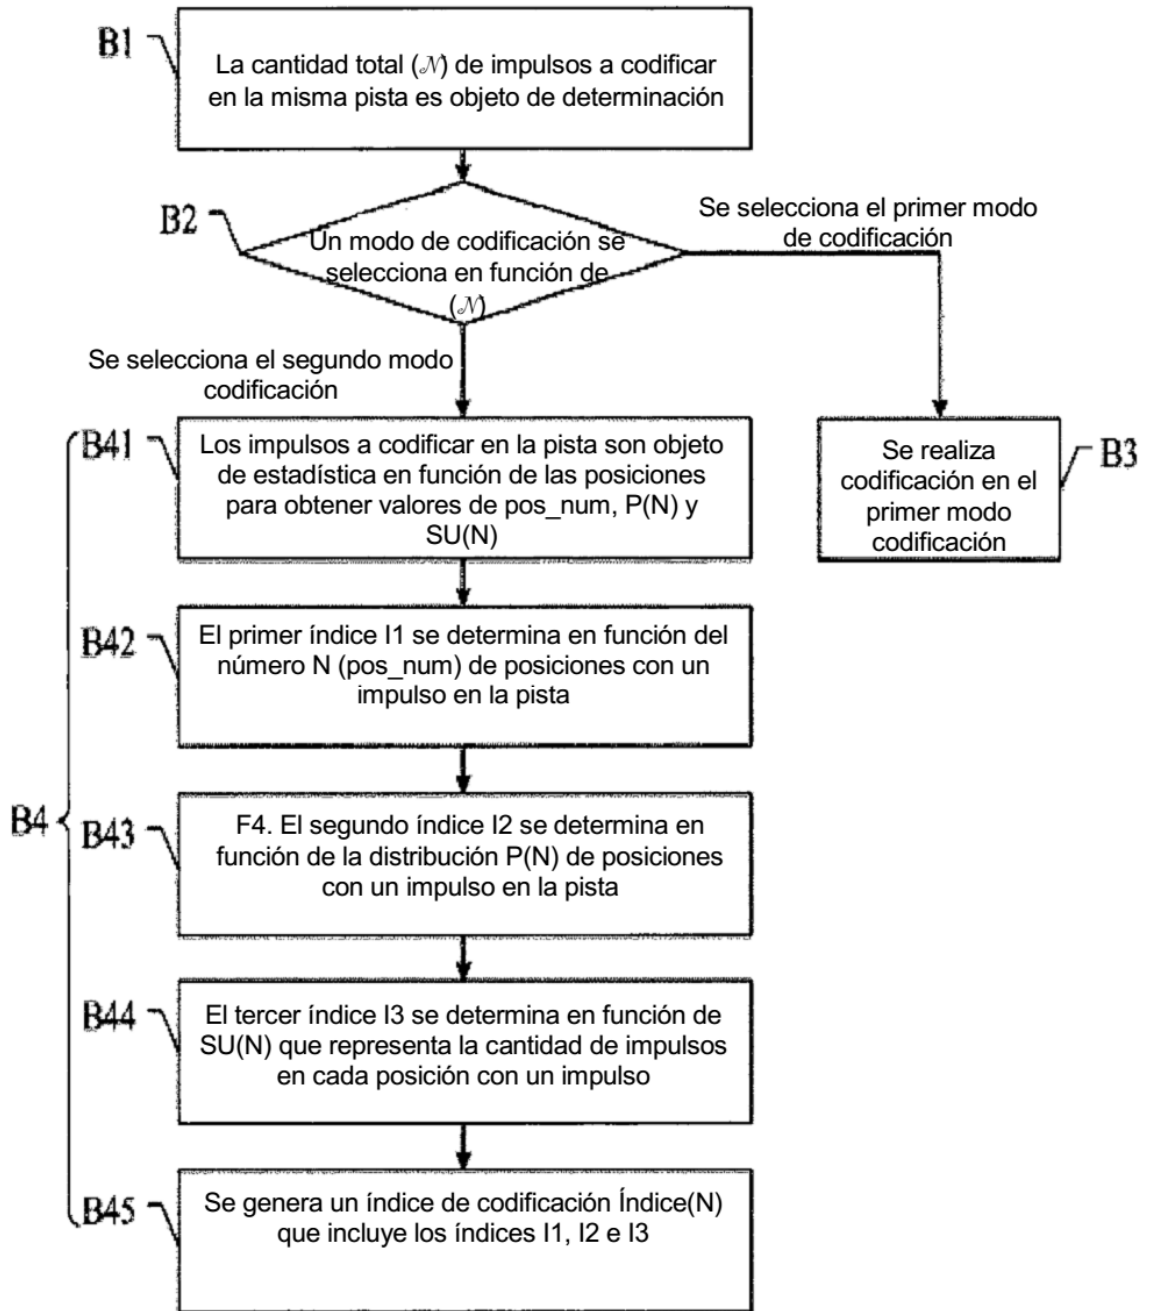 B1
La cantidad total (𝒩) de impulsos a codificar
en la misma pista es objeto de determinación
B2
Un modo de codificación se
selecciona en función de
(𝒩)
Se selecciona el primer modo
de codificación
Se selecciona el segundo modo
codificación
B41
Los impulsos a codificar en la pista son objeto
de estadística en función de las posiciones
para obtener valores de pos_num, P(N) y
SU(N)
Se realiza
codificación en el
primer modo
codificación
B3
B42
El primer índice I1 se determina en función del
número N (pos_num) de posiciones con un
impulso en la pista
B4
B43
F4. El segundo índice I2 se determina en
función de la distribución P(N) de posiciones
con un impulso en la pista
B44
El tercer índice I3 se determina en función de
SU(N) que representa la cantidad de impulsos
en cada posición con un impulso
B45
Se genera un índice de codificación Índice(N)
que incluye los índices I1, I2 e I3